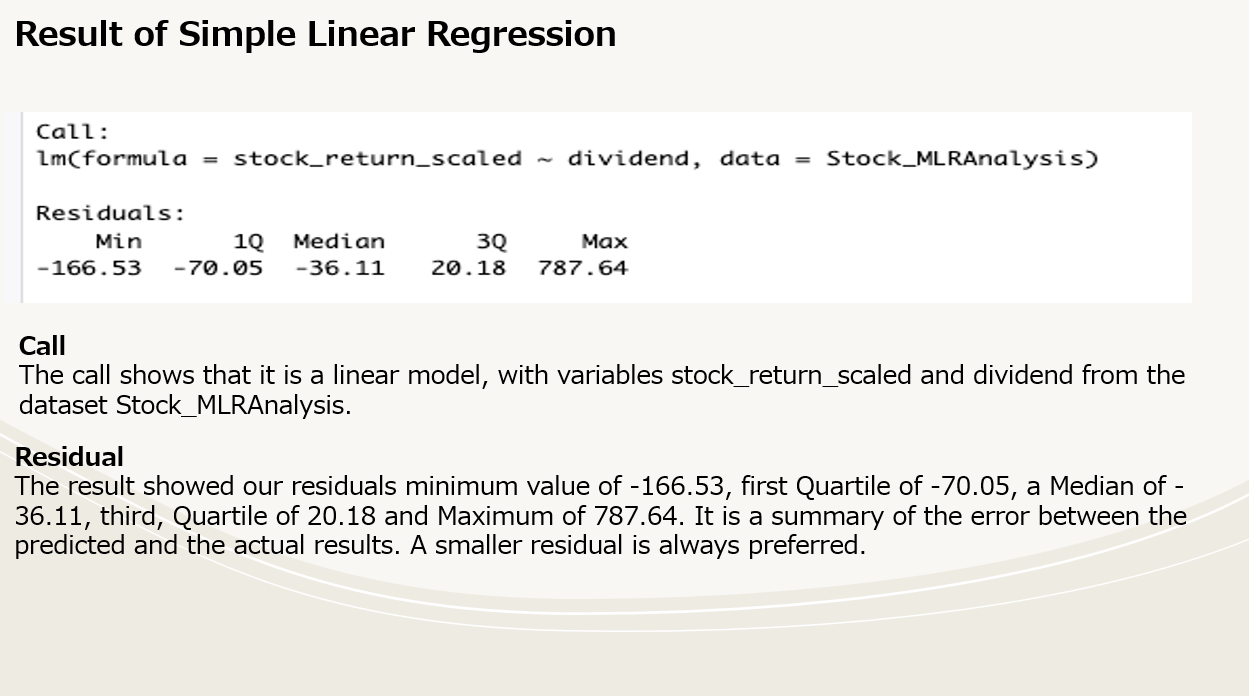 Result of Simple Linear Regression
Call:
lm(formula = stock_return_scaled ~ dividend, data = Stock_MLRAnalysis)
Residuals:
Min 1Q Median 3Q Max
-166.53 -70.05 -36.11 20.18 787.64
Call
The call shows that it is a linear model, with variables stock_return_scaled and dividend from the
dataset Stock_MLRAnalysis.
Residual
The result showed our residuals minimum value of -166.53, first Quartile of -70.05, a Median of -
36.11, third, Quartile of 20.18 and Maximum of 787.64. It is a summary of the error between the
predicted and the actual results. A smaller residual is always preferred.